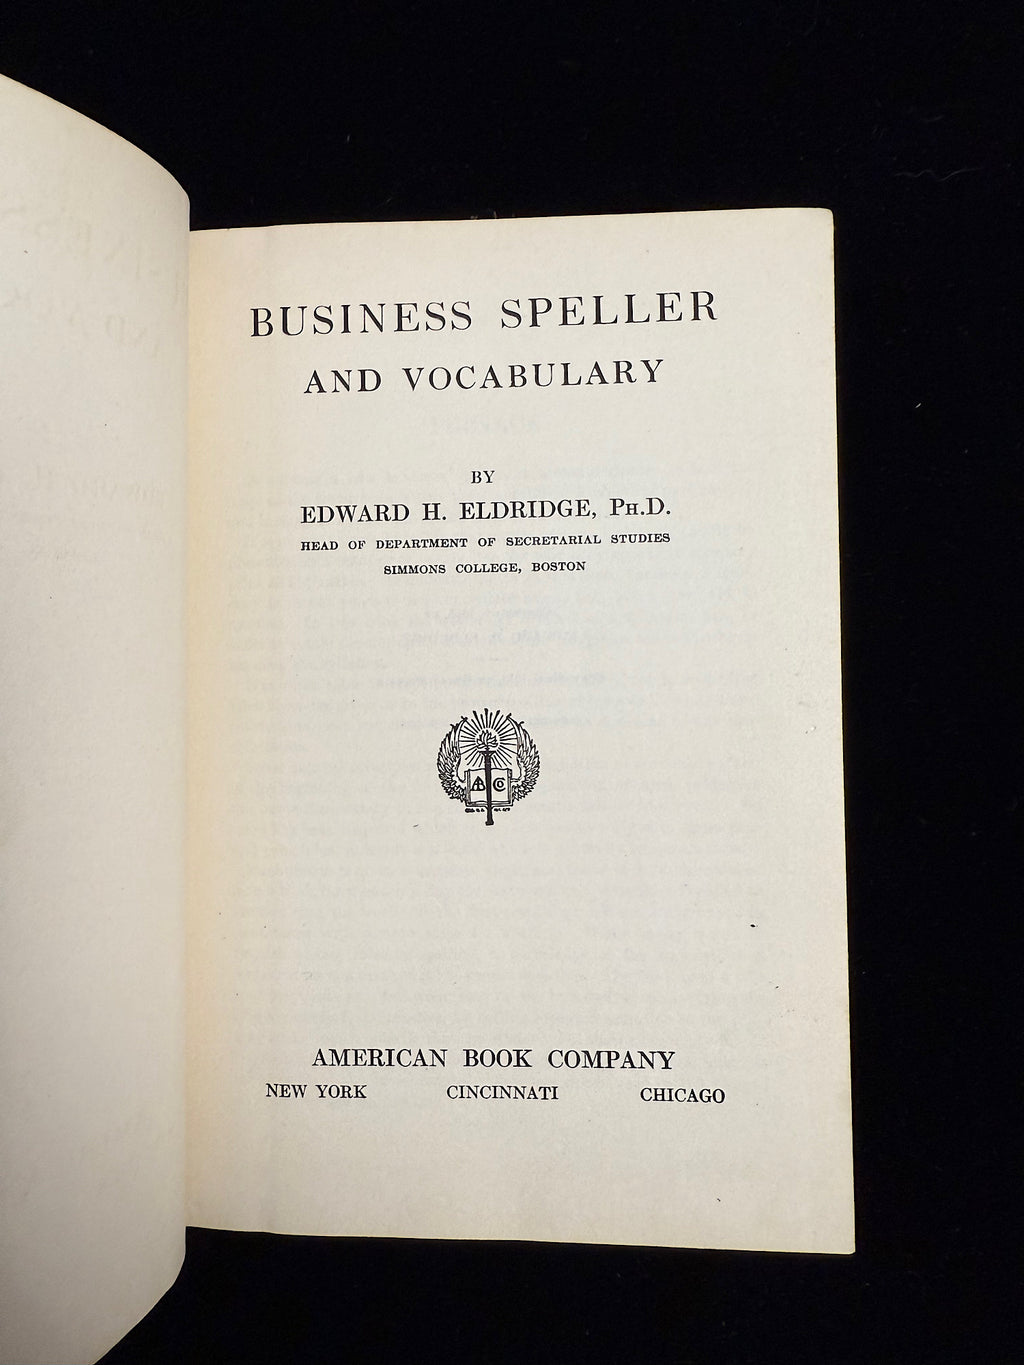 BUSINESS SPELLER
AND VOCABULARY
BY
EDWARD H. ELDRIDGE, PH.D.
HEAD OF DEPARTMENT OF SECRETARIAL STUDIES
SIMMONS COLLEGE, BOSTON
AMERICAN BOOK COMPANY
NEW YORK CINCINNATI CHICAGO